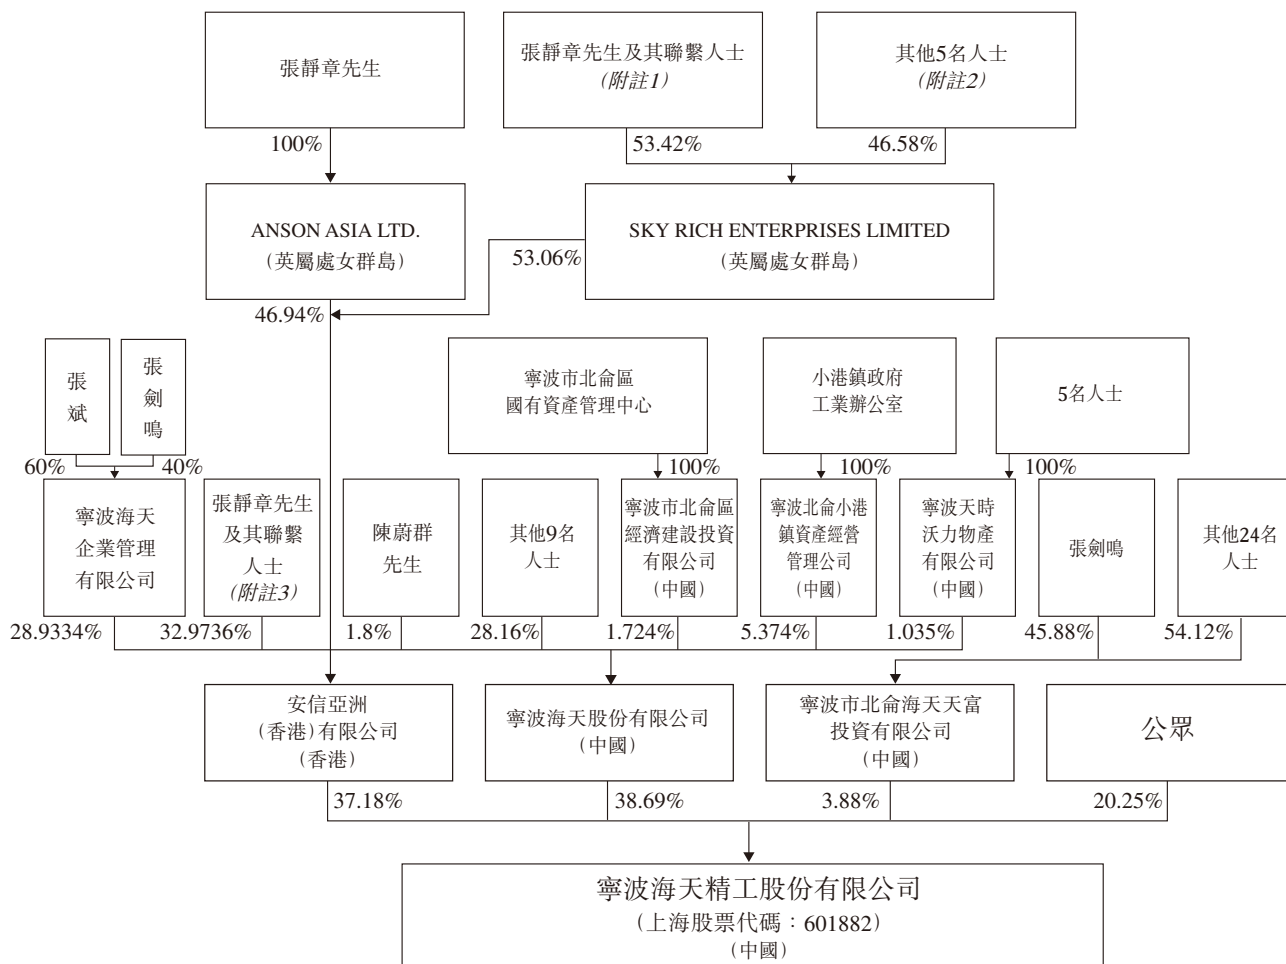 張靜章先生
張靜章先生及其聯繫人士
(附註1)
其他5名人士
(附註2)
100%
53.42%
46.58%
ANSON ASIA LTD.
(英屬處女群島)
SKY RICH ENTERPRISES LIMITED
(英屬處女群島)
53.06%
46.94%
張
斌
張
劍
鳴
寧波市北侖區
國有資產管理中心
小港鎮政府
工業辦公室
5名人士
60%
40%
100%
100%
100%
寧波海天
企業管理
有限公司
張靜章先生
及其聯繫
人士
(附註3)
陳蔚群
先生
其他9名
人士
寧波市北侖區
經濟建設投資
有限公司
(中國)
寧波北侖小港
鎮資產經營
管理公司
(中國)
寧波天時
沃力物產
有限公司
(中國)
張劍鳴
其他24名
人士
28.9334%
32.9736%
1.8%
28.16%
1.724%
5.374%
1.035%
45.88%
54.12%
安信亞洲
(香港)有限公司
(香港)
寧波海天股份有限公司
(中國)
寧波市北侖海天天富
投資有限公司
(中國)
公眾
37.18%
38.69%
3.88%
20.25%
寧波海天精工股份有限公司
(上海股票代碼：601882)
(中國)